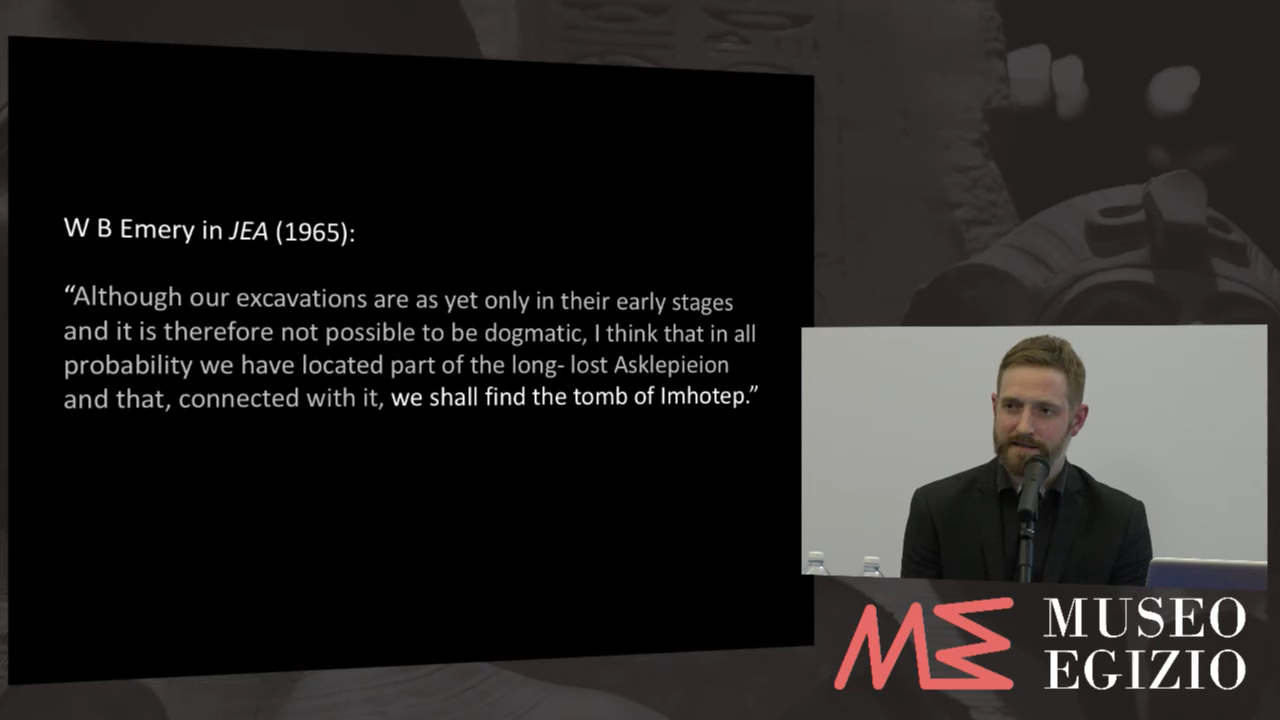 W B Emery in JEA (1965):
“Although our excavations are as yet only in their early stages
and it is therefore not possible to be dogmatic, I think that in all
probability we have located part of the long- lost Asklepieion
and that, connected with it, we shall find the tomb of Imhotep.”
ME
MUSEO
EGIZIO